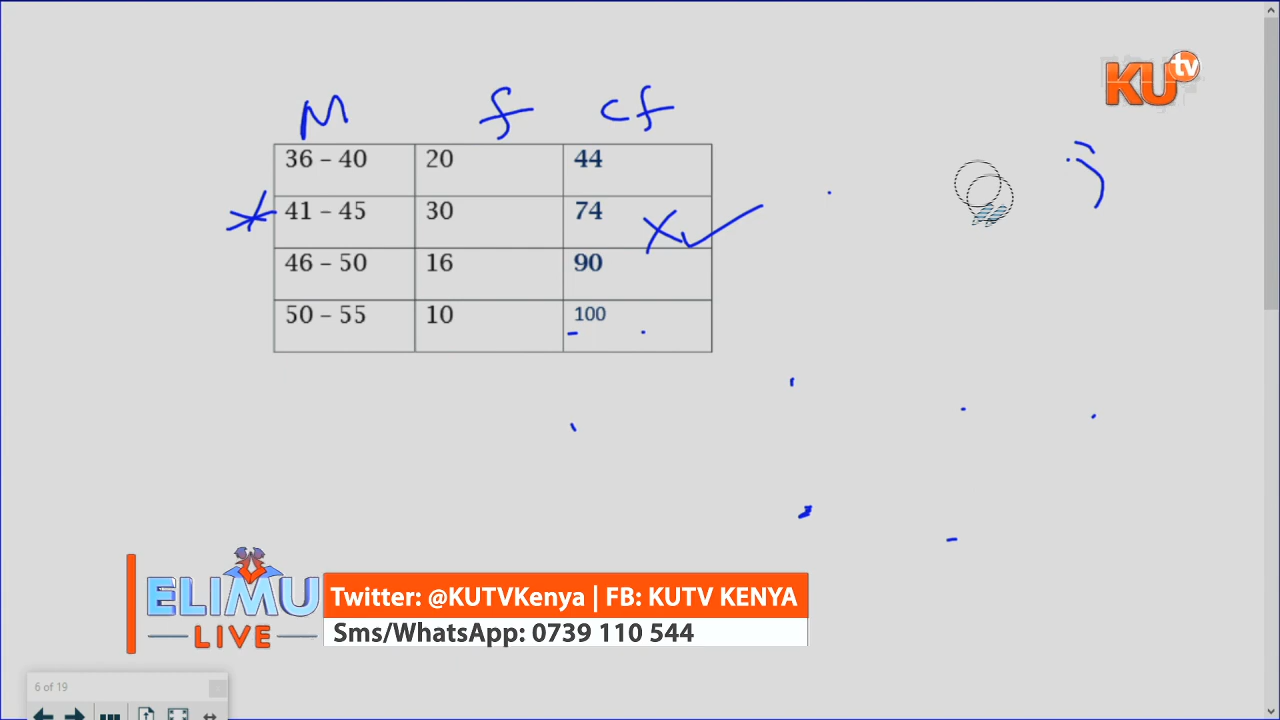 KU tv
M f cf
36 – 40 20 44
41 – 45 30 74
46 – 50 16 90
50 – 55 10 100
ELIMU
LIVE
Twitter: @KUTVKenya | FB: KUTV KENYA
Sms/WhatsApp: 0739 110 544
6 of 19